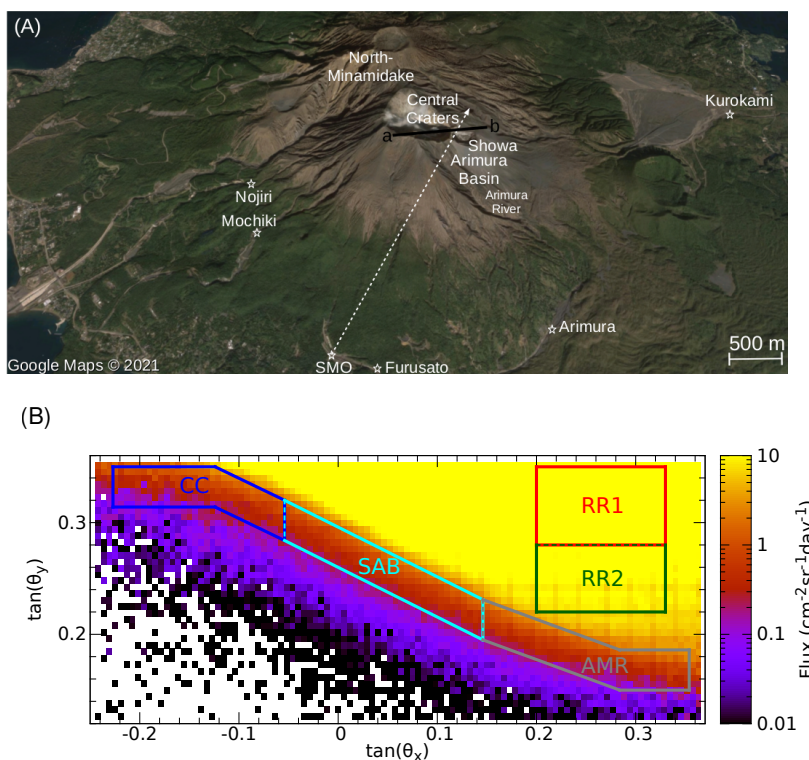 (A)
North-
Minamidake
Central
Craters
Kurokami
a
b
Showa
Arimura
Basin
Arimura
River
Nojiri
Mochiki
Arimura
500 m
Google Maps © 2021
SMO
Furusato
(B)
CC
SAB
AMR
RR1
RR2
0.3
0.2
tan(θy)
-0.2
-0.1
0
0.1
0.2
0.3
tan(θx)
10
1
0.1
0.01
Flux (cm-2sr-1day-1)